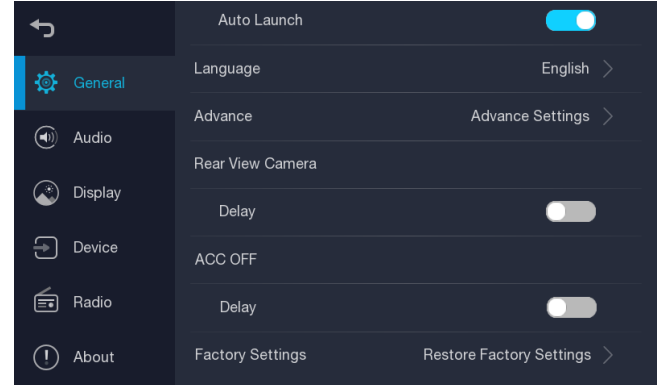 Auto Launch
General
Language English
Advance Advance Settings
Audio
Rear View Camera
Display
Delay
Device
ACC OFF
Radio
Delay
About
Factory Settings Restore Factory Settings